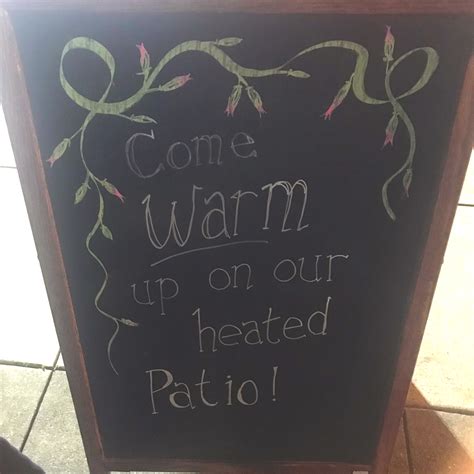 Come
Warm
up on our
heated
Patio!